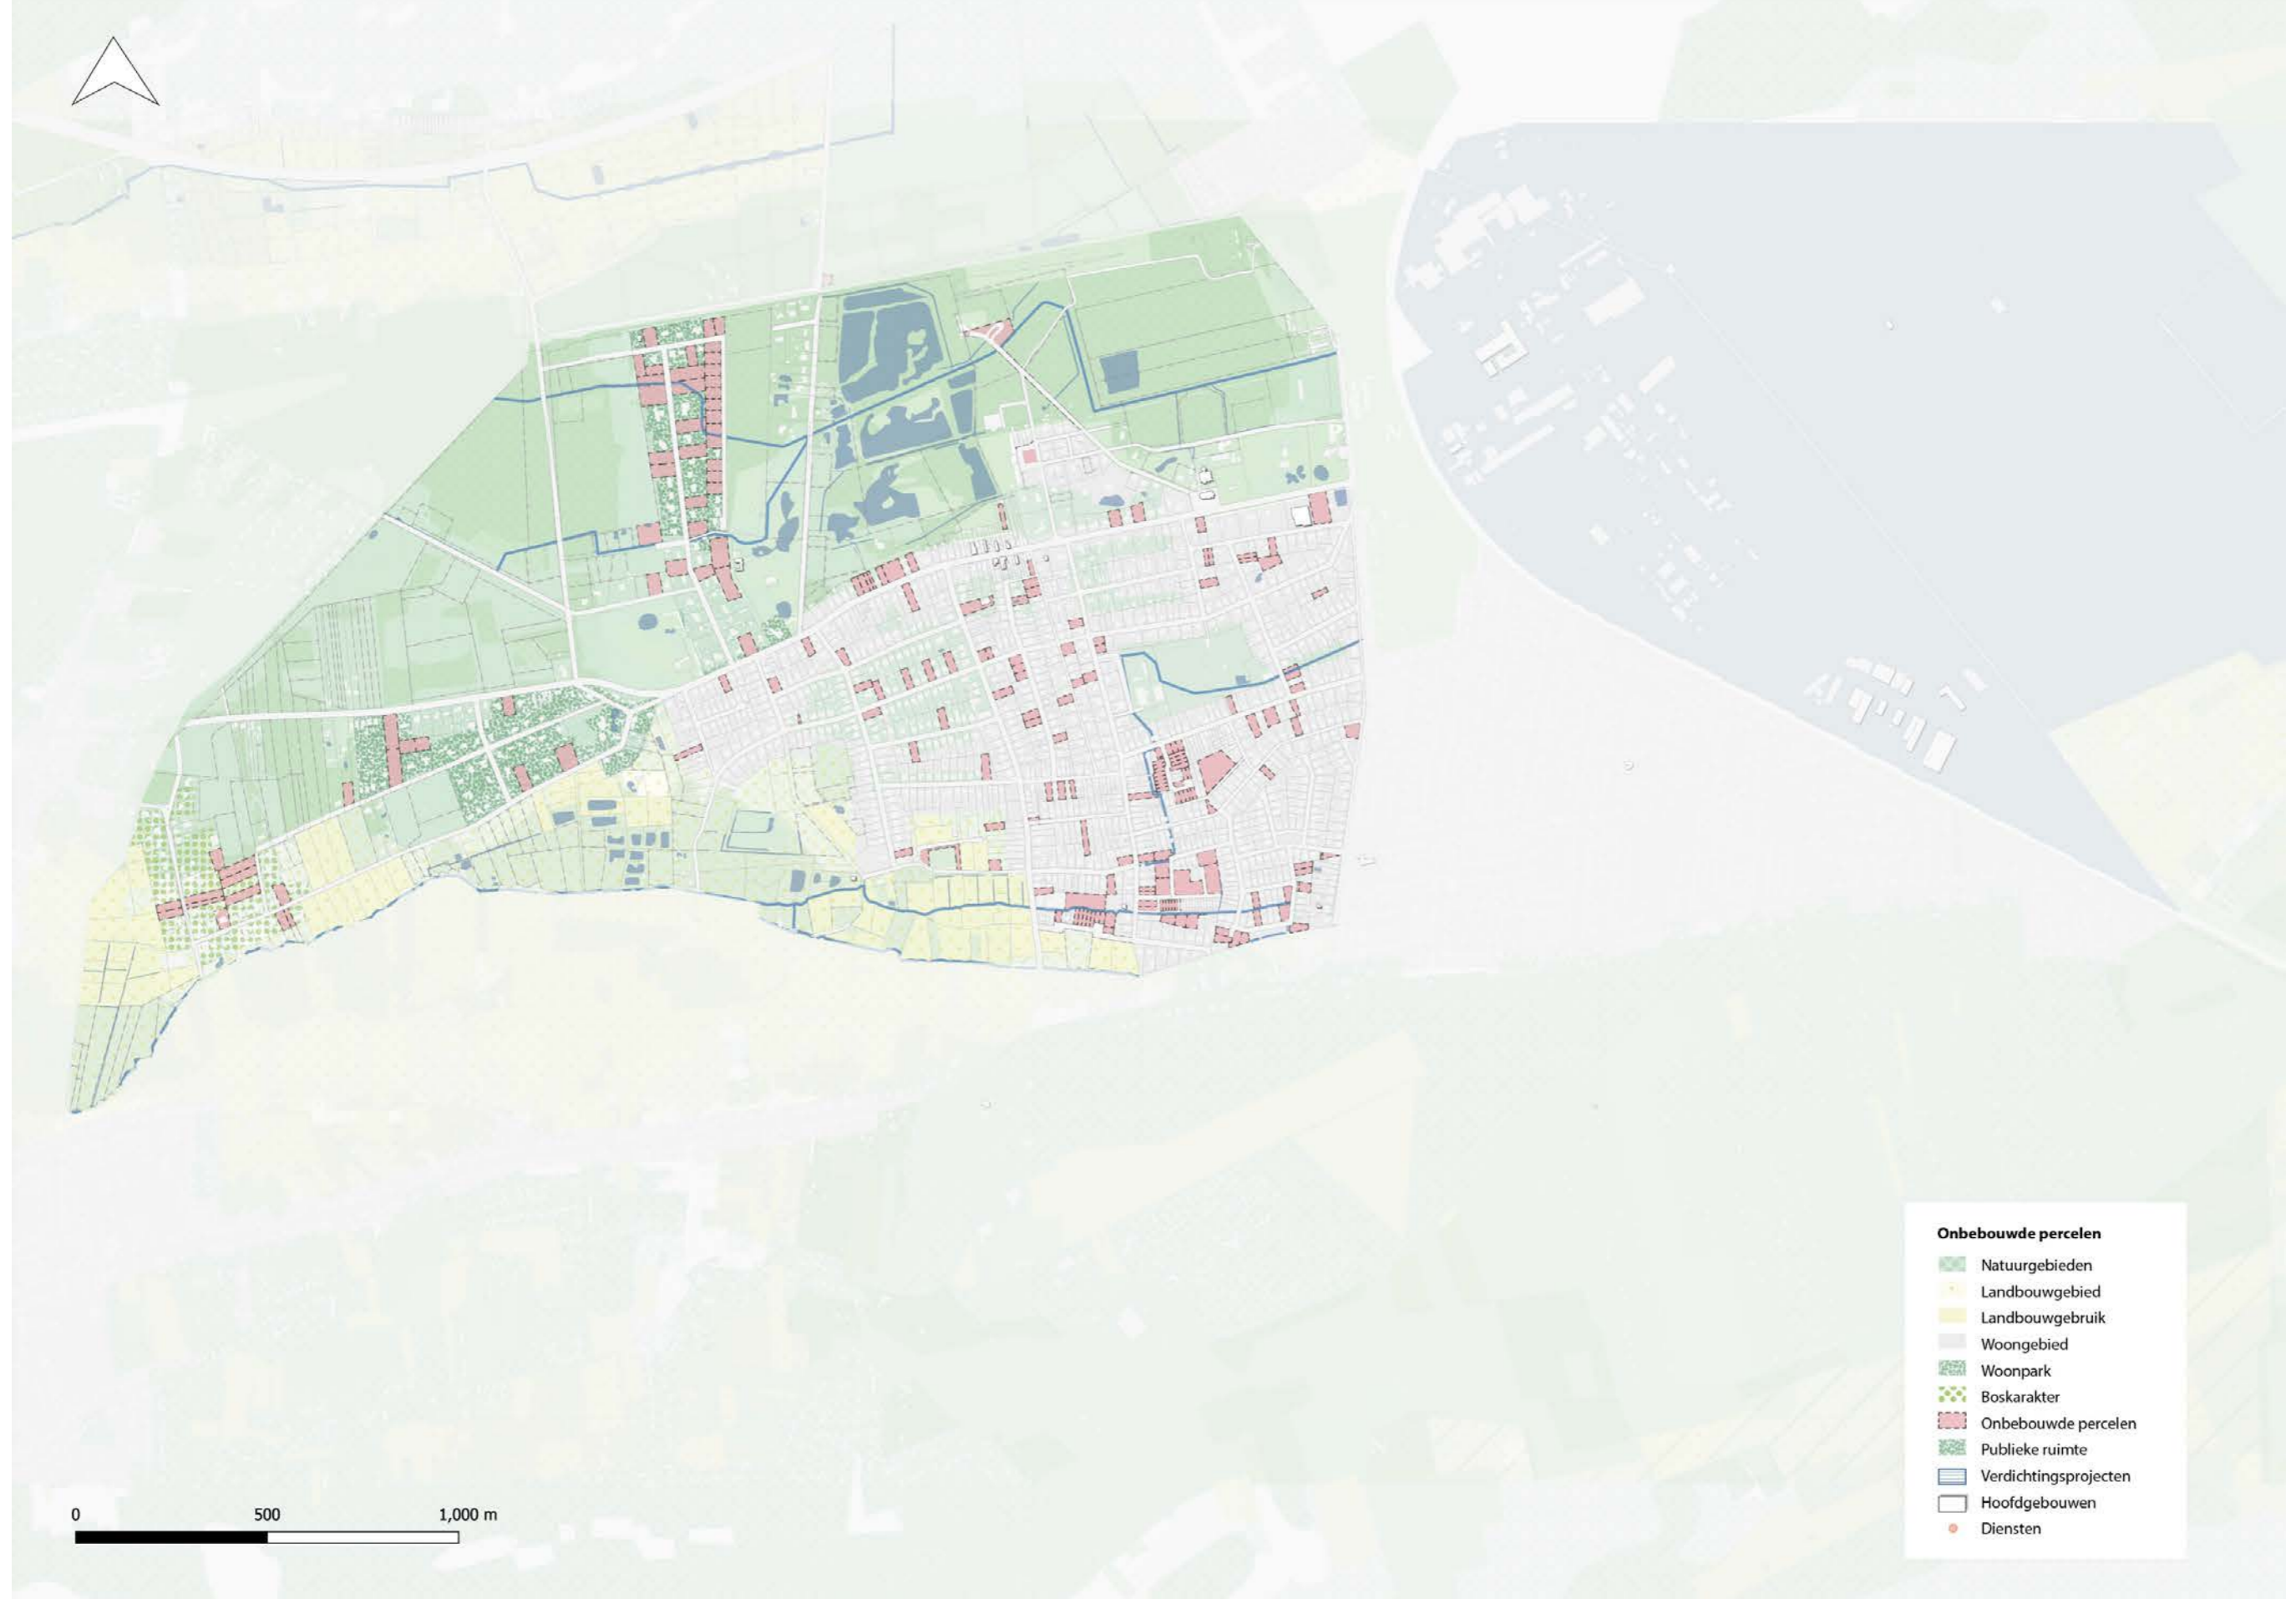 Onbebouwde percelen
Natuurgebieden
Landbouwgebied
Landbouwgebruik
Woongebied
Woonpark
Boskarakter
Onbebouwde percelen
Publieke ruimte
Verdichtingsprojecten
Hoofdgebouwen
Diensten
0 500 1,000 m